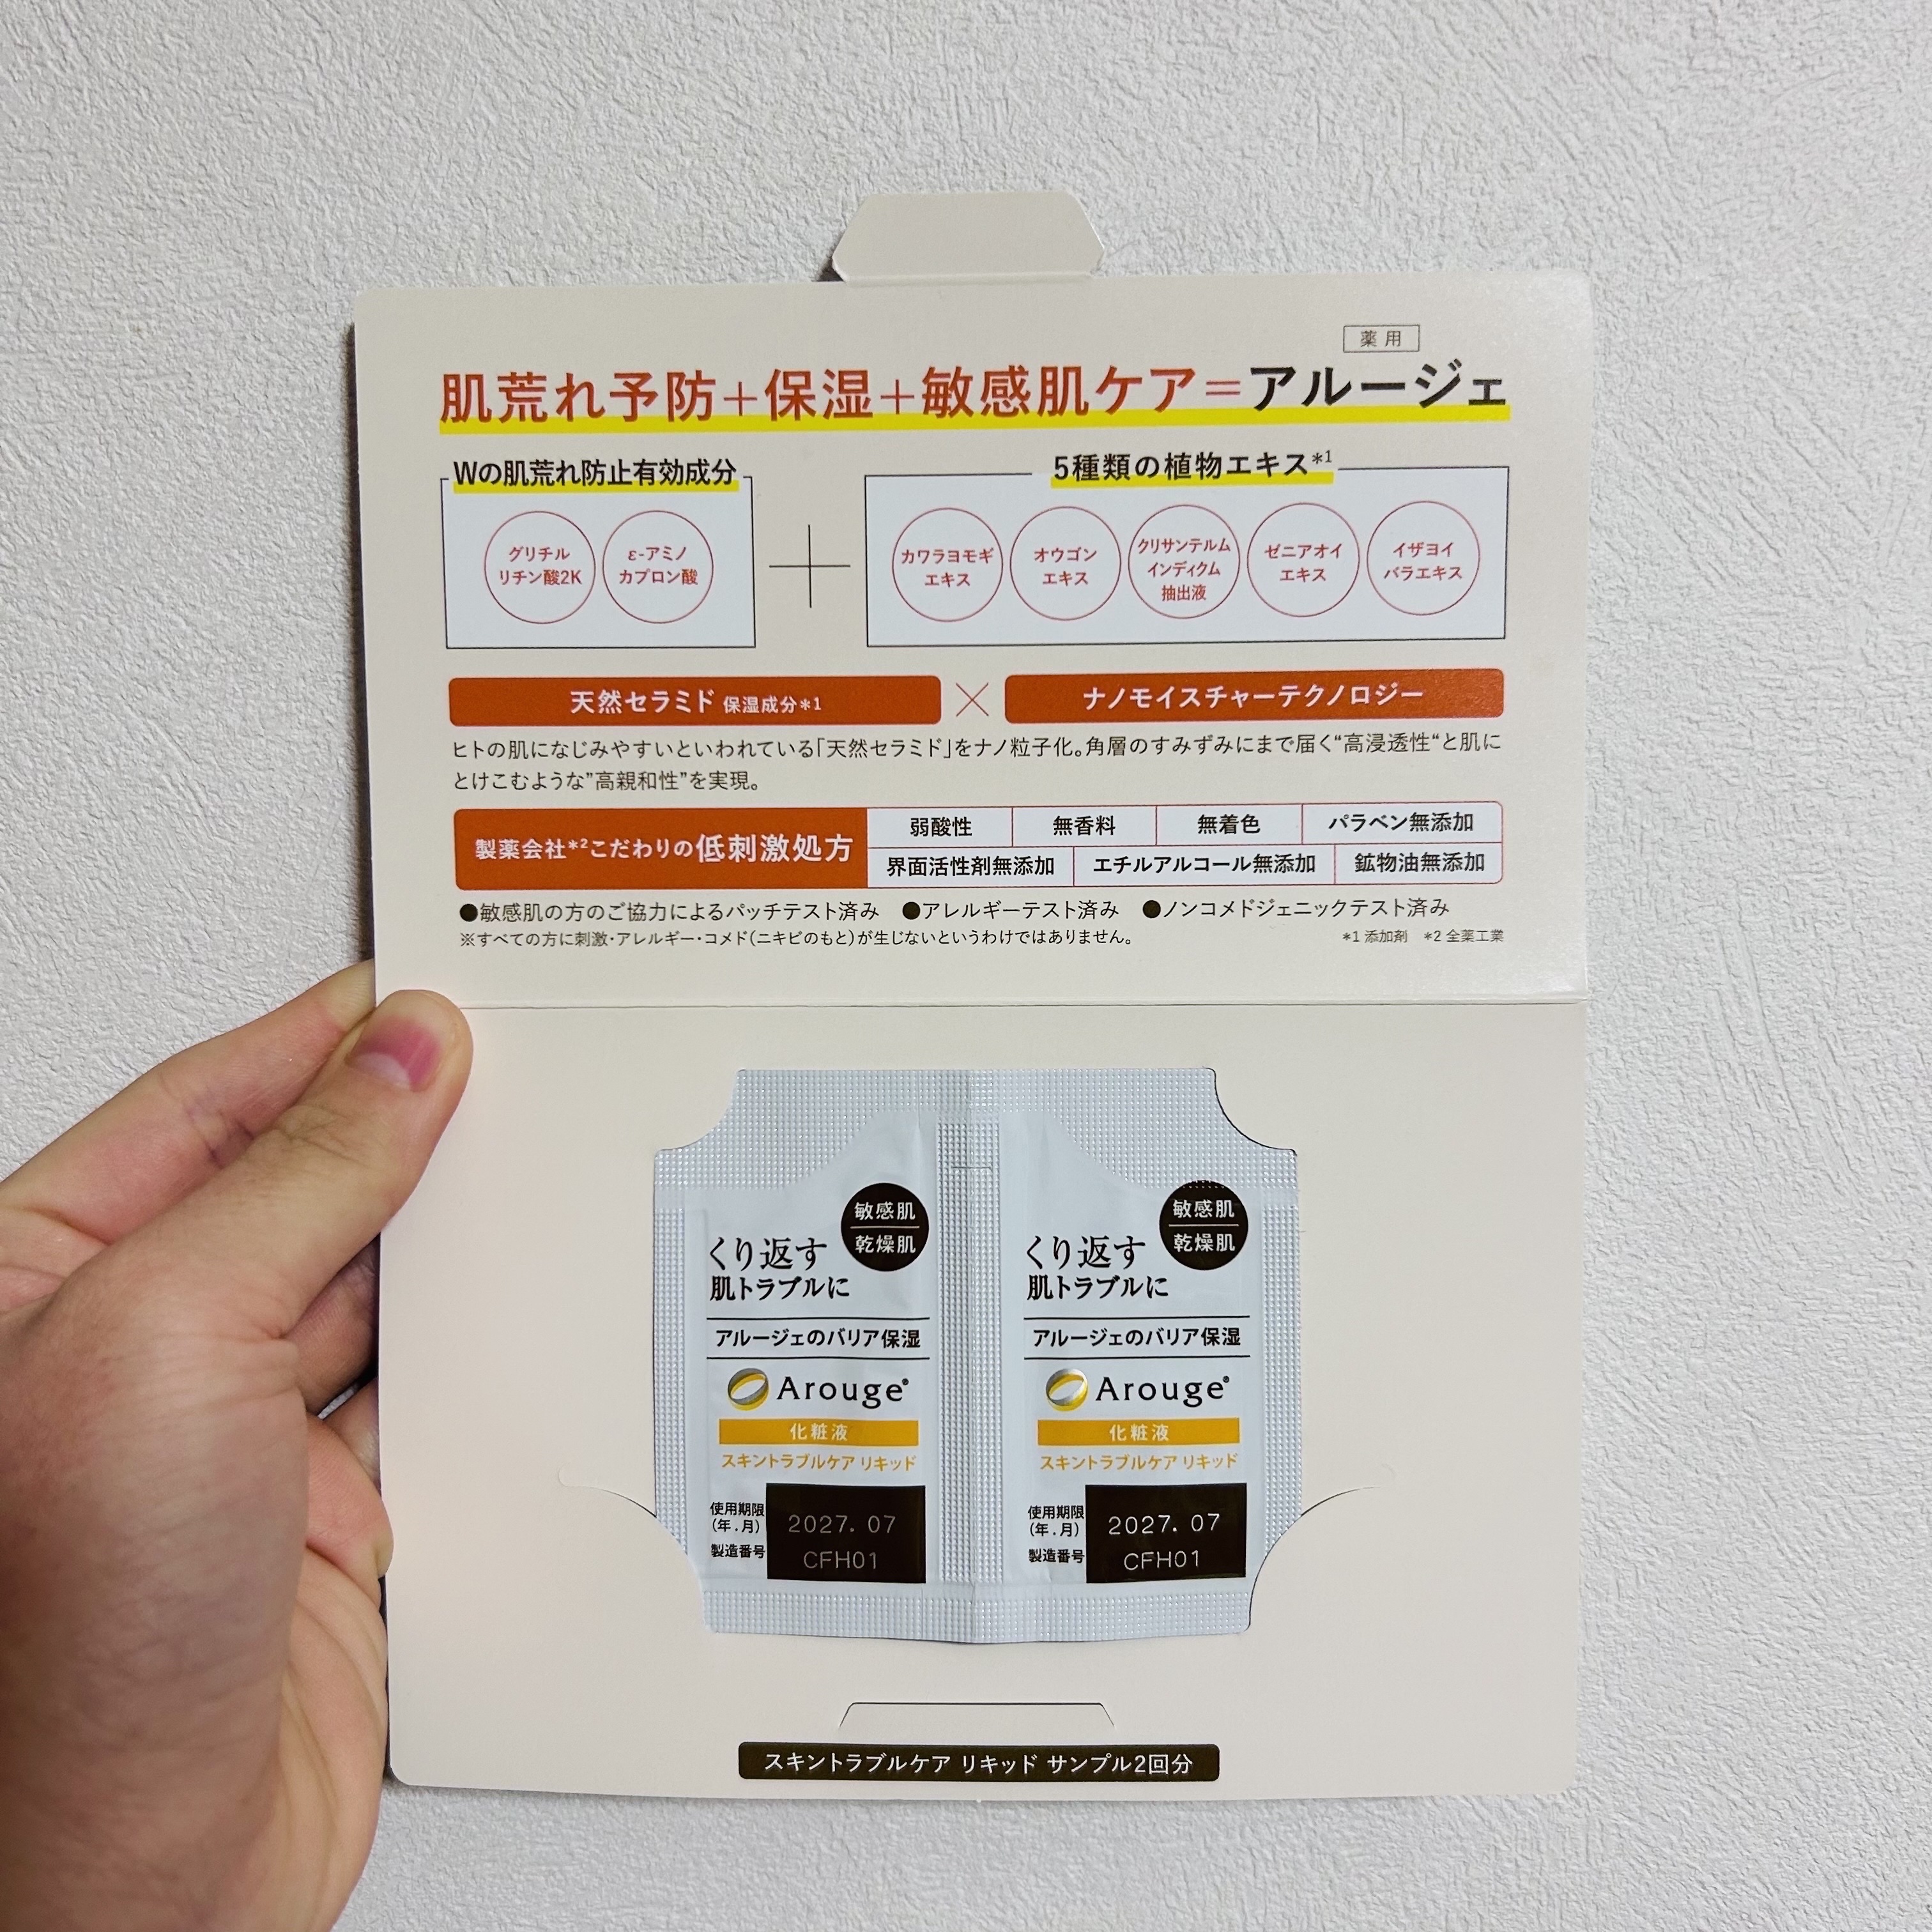 薬用
肌荒れ予防＋保湿＋敏感肌ケア＝アルージェ
Wの肌荒れ防止有効成分
グリチル
リチン酸2K
ε-アミノ
カプロン酸
＋
5種類の植物エキス*1
カワラヨモギ
エキス
オウゴン
エキス
クリサンテルム
インディクム
抽出液
ゼニアオイ
エキス
イザヨイ
バラエキス
天然セラミド 保湿成分*1 × ナノモイスチャーテクノロジー
ヒトの肌になじみやすいといわれている「天然セラミド」をナノ粒子化。角層のすみずみにまで届く“高浸透性“と肌に
とけこむような”高親和性”を実現。
製薬会社*2こだわりの低刺激処方
弱酸性 無香料 無着色 パラベン無添加
界面活性剤無添加 エチルアルコール無添加 鉱物油無添加
●敏感肌の方のご協力によるパッチテスト済み ●アレルギーテスト済み ●ノンコメドジェニックテスト済み
※すべての方に刺激・アレルギー・コメド(ニキビのもと)が生じないというわけではありません。 *1 添加剤 *2 全薬工業
敏感肌
乾燥肌
くり返す
肌トラブルに
アルージェのバリア保湿
Arouge®
化粧液
スキントラブルケア リキッド
使用期限
(年.月)
2027. 07
製造番号 CFH01
敏感肌
乾燥肌
くり返す
肌トラブルに
アルージェのバリア保湿
Arouge®
化粧液
スキントラブルケア リキッド
使用期限
(年.月)
2027. 07
製造番号 CFH01
スキントラブルケア リキッド サンプル2回分